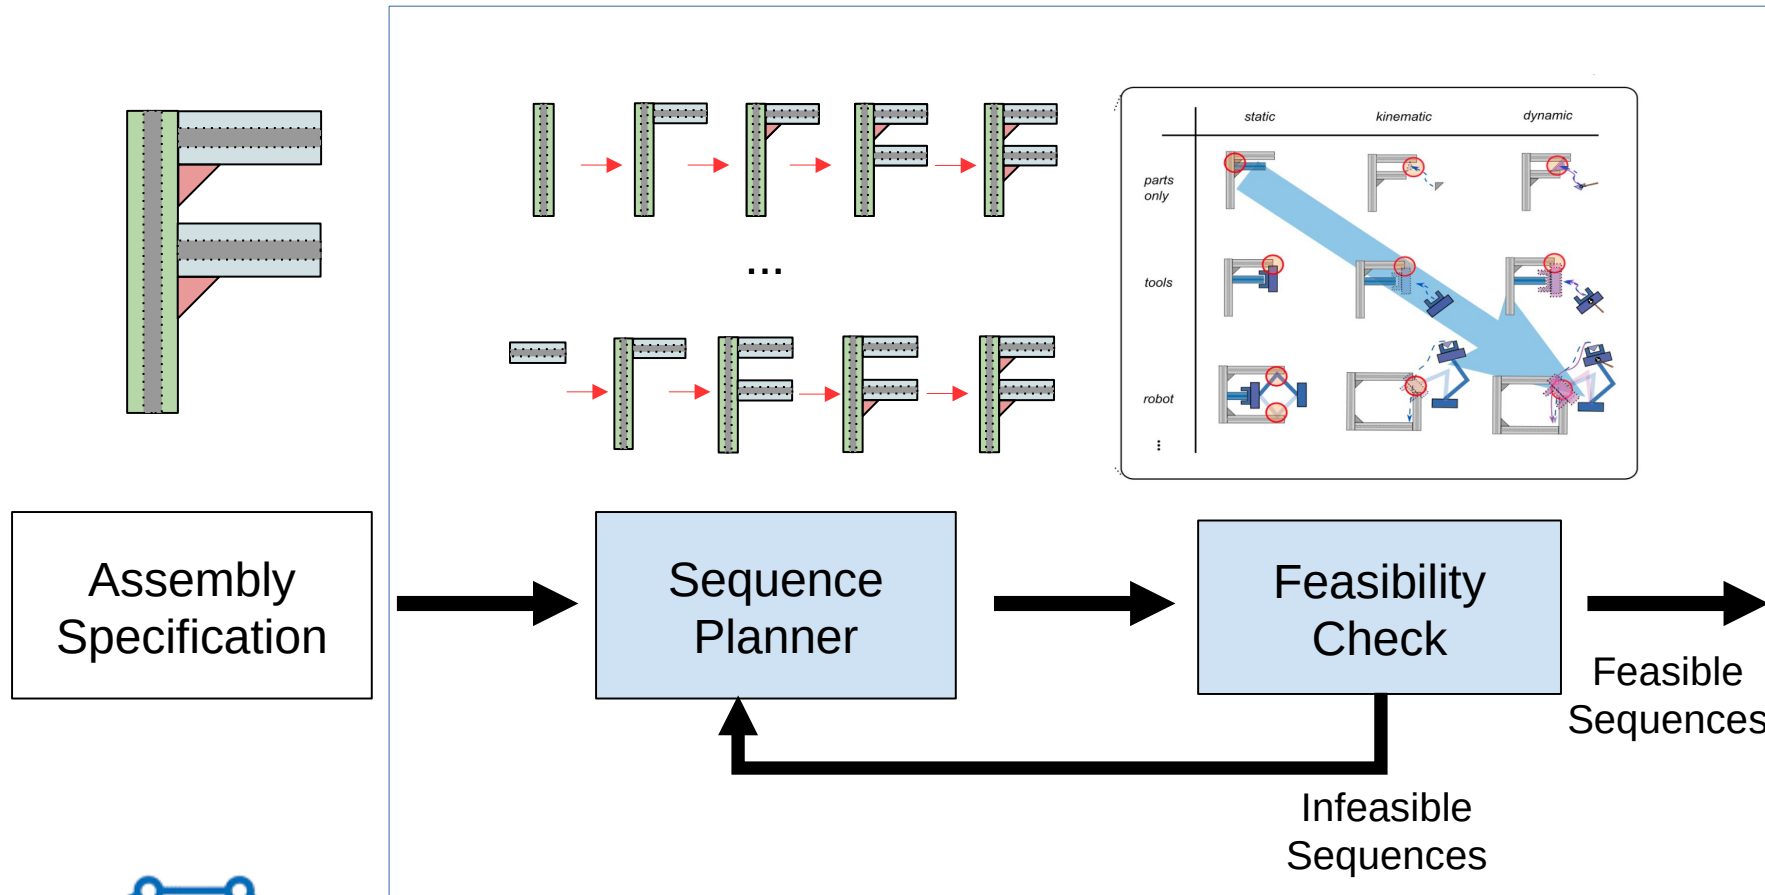 static kinematic dynamic
parts
only
tools
robot
...
...
Assembly
Specification
Sequence
Planner
Feasibility
Check
Feasible
Sequences
Infeasible
Sequences